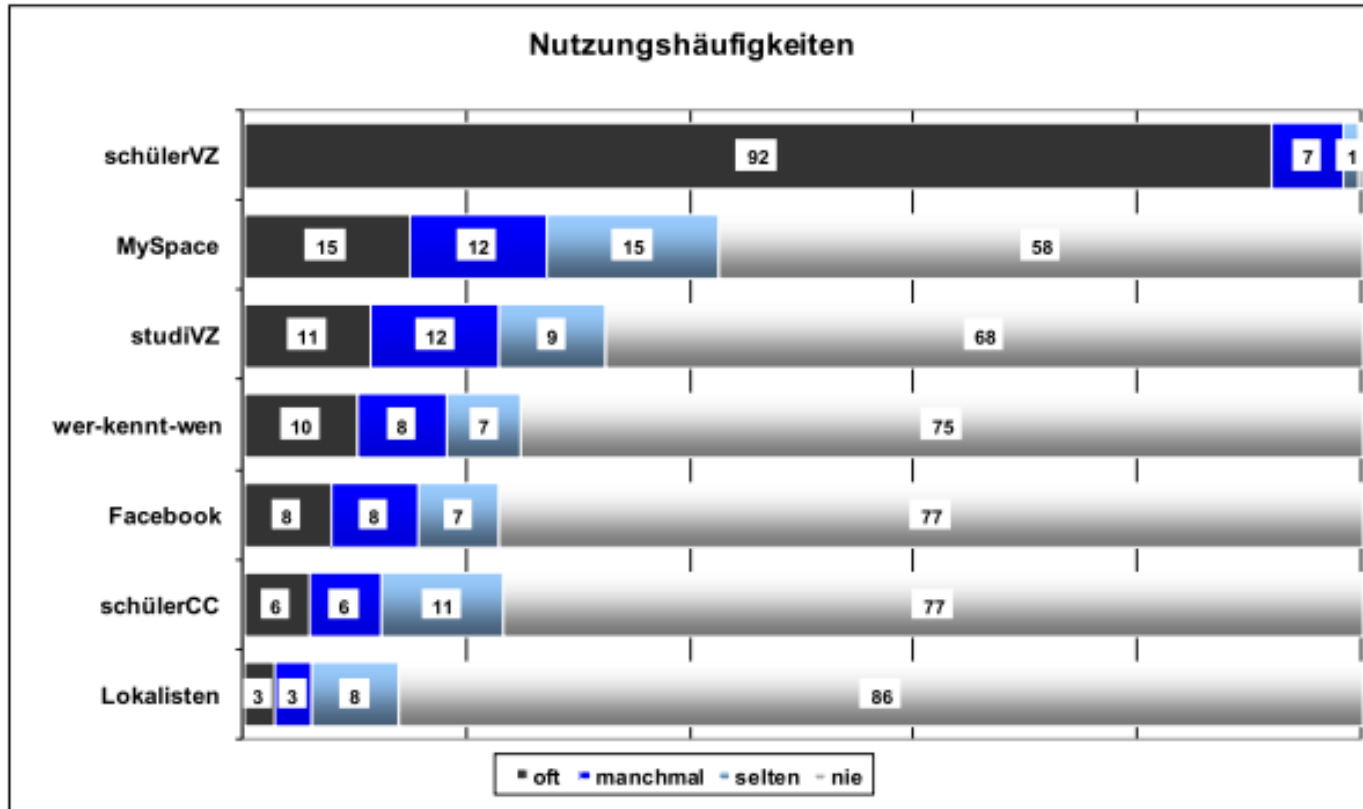 Nutzungshäufigkeiten
schülerVZ 92 7 1
MySpace 15 12 15 58
studiVZ 11 12 9 68
wer-kennt-wen 10 8 7 75
Facebook 8 8 7 77
schülerCC 6 6 11 77
Lokalisten 3 3 8 86
oft manchmal selten nie